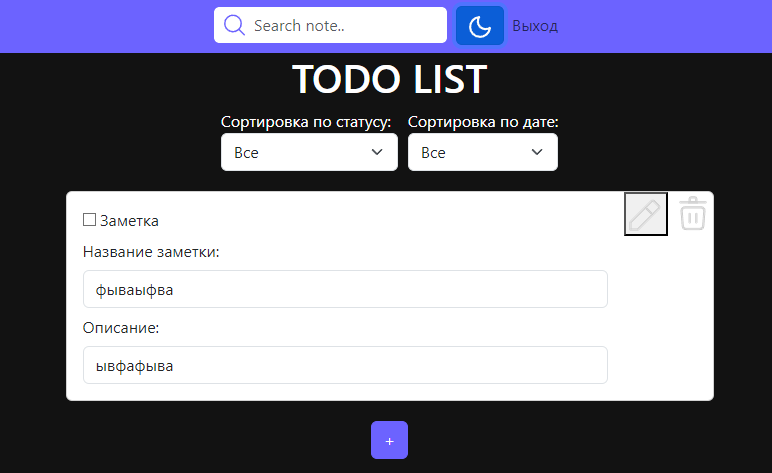 Search note.. Выход
TODO LIST
Сортировка по статусу: Сортировка по дате:
Все Все
Заметка
Название заметки:
фываыфва
Описание:
ывфафыва
+